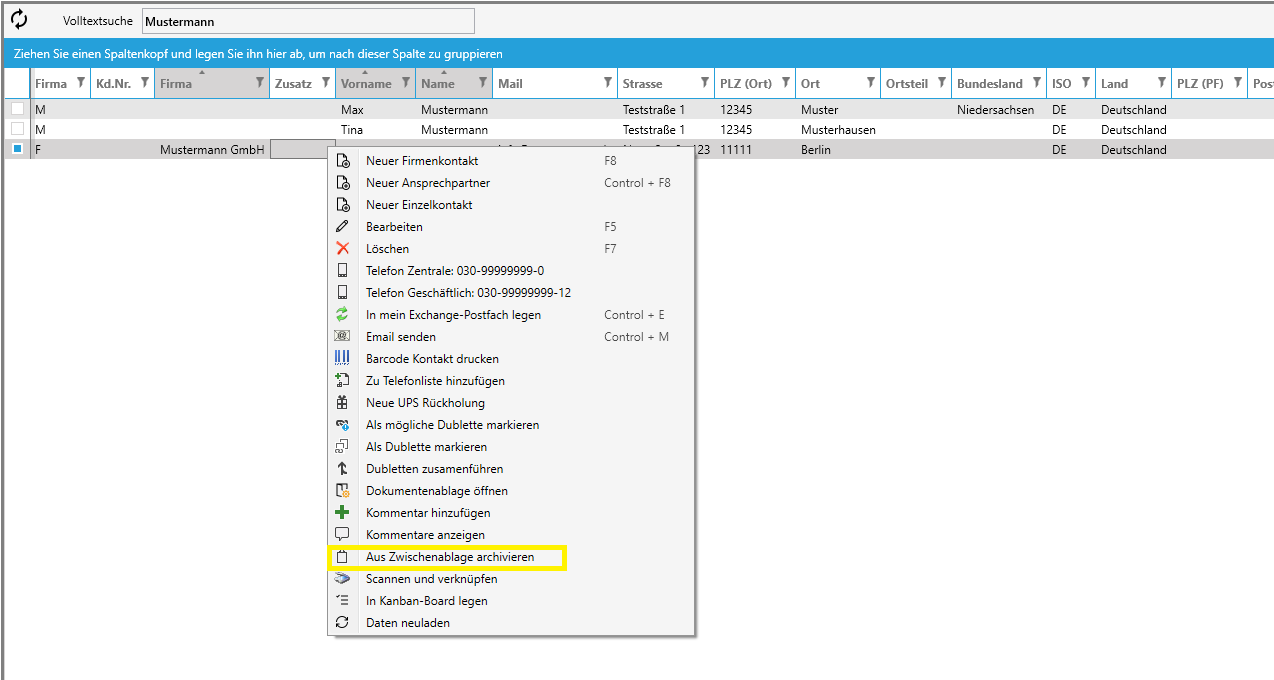 Volltextsuche Mustermann
Ziehen Sie einen Spaltenkopf und legen Sie ihn hier ab, um nach dieser Spalte zu gruppieren
Firma Kd.Nr. Firma Zusatz Vorname Name Mail Strasse PLZ (Ort) Ort Ortsteil Bundesland ISO Land PLZ (PF)
M Max Mustermann Teststraße 1 12345 Muster Niedersachsen DE Deutschland
M Tina Mustermann Teststraße 1 12345 Musterhausen DE Deutschland
F Mustermann GmbH 123 11111 Berlin DE Deutschland
Neuer Firmenkontakt F8
Neuer Ansprechpartner Control + F8
Neuer Einzelkontakt
Bearbeiten F5
Löschen F7
Telefon Zentrale: 030-99999999-0
Telefon Geschäftlich: 030-99999999-12
In mein Exchange-Postfach legen Control + E
Email senden Control + M
Barcode Kontakt drucken
Zu Telefonliste hinzufügen
Neue UPS Rückholung
Als mögliche Dublette markieren
Als Dublette markieren
Dubletten zusamenführen
Dokumentenablage öffnen
Kommentar hinzufügen
Kommentare anzeigen
Aus Zwischenablage archivieren
Scannen und verknüpfen
In Kanban-Board legen
Daten neuladen